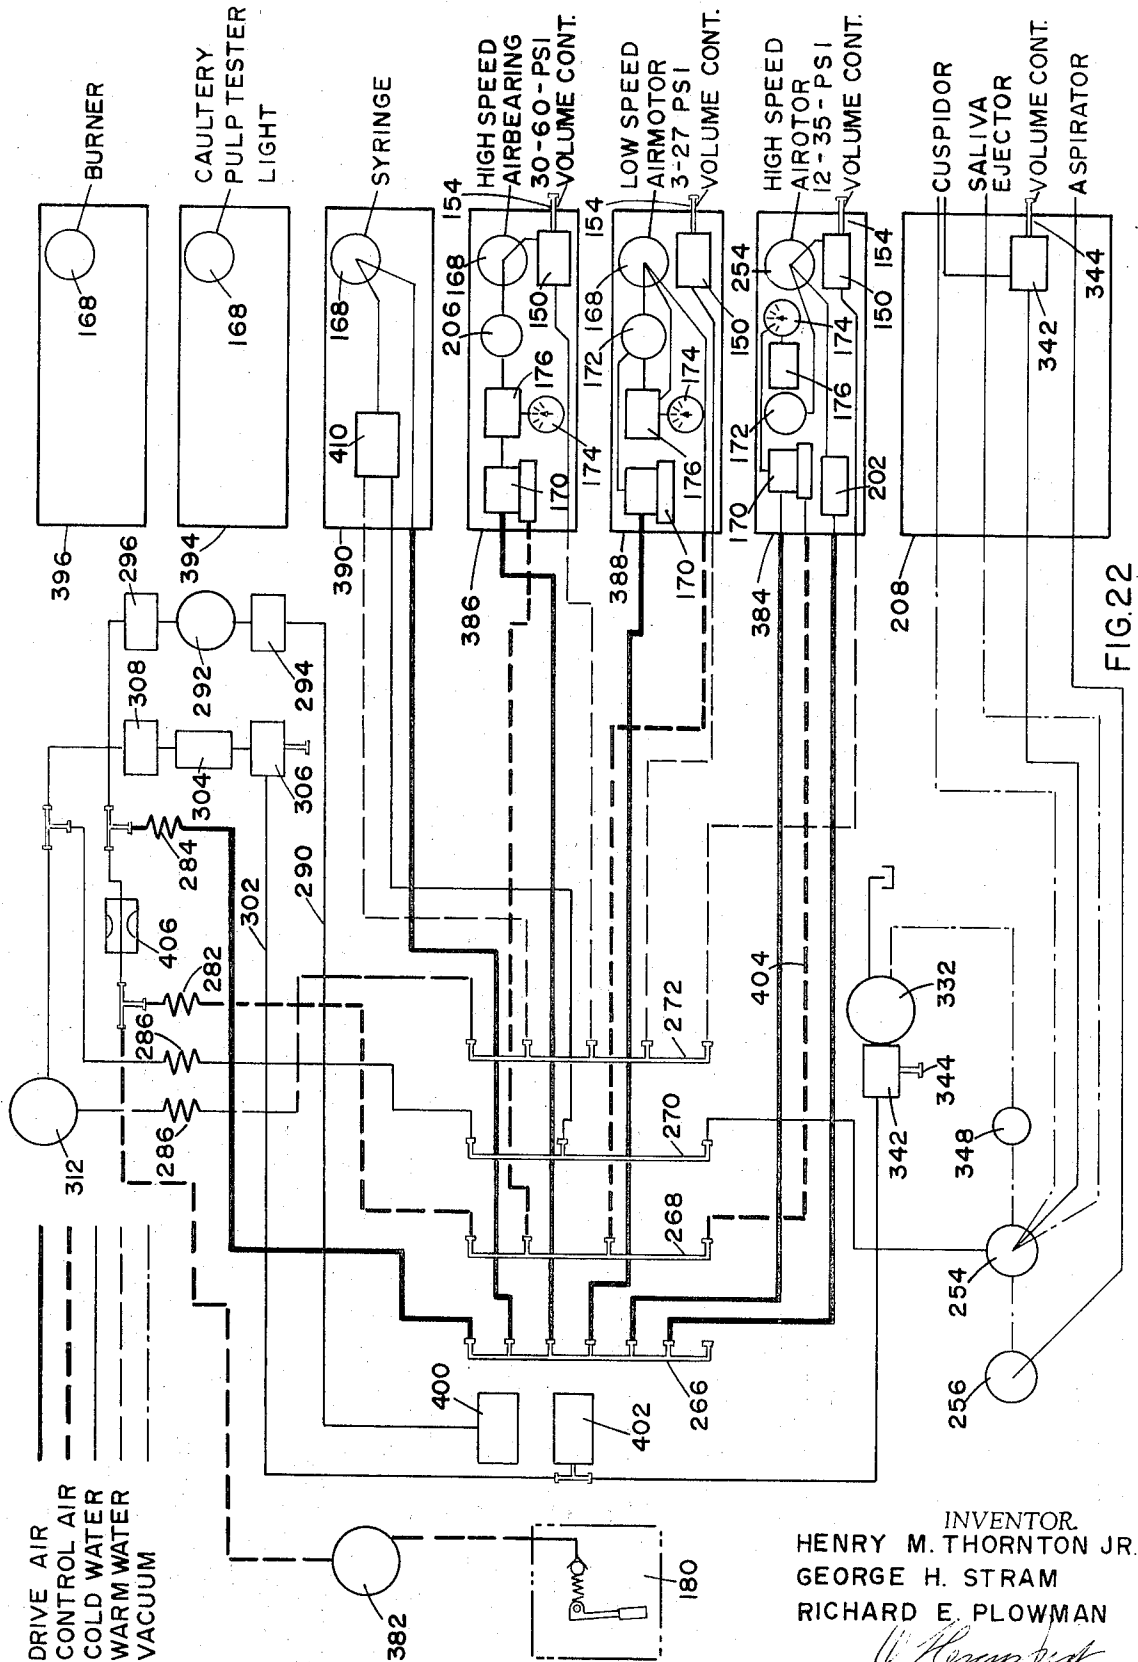 BURNER
168
396
CAULTERY
PULP TESTER
LIGHT
168
394
SYRINGE
168
410
390
HIGH SPEED
AIRBEARING
30-60-PSI
VOLUME CONT.
154
168
206
150
176
174
170
386
LOW SPEED
AIRMOTOR
3-27 PSI
VOLUME CONT.
154
168
172
150
174
176
170
388
HIGH SPEED
AIROTOR
12-35-PSI
VOLUME CONT.
254
154
150
174
176
172
170
202
384
CUSPIDOR
SALIVA
EJECTOR
VOLUME CONT.
ASPIRATOR
344
342
208
FIG.22
296
308
292
294
304
306
284
302
290
406
282
286
286
312
272
270
268
266
404
332
342
344
348
254
256
400
402
382
180
DRIVE AIR
CONTROL AIR
COLD WATER
WARM WATER
VACUUM
INVENTOR.
HENRY M. THORNTON JR.
GEORGE H. STRAM
RICHARD E. PLOWMAN